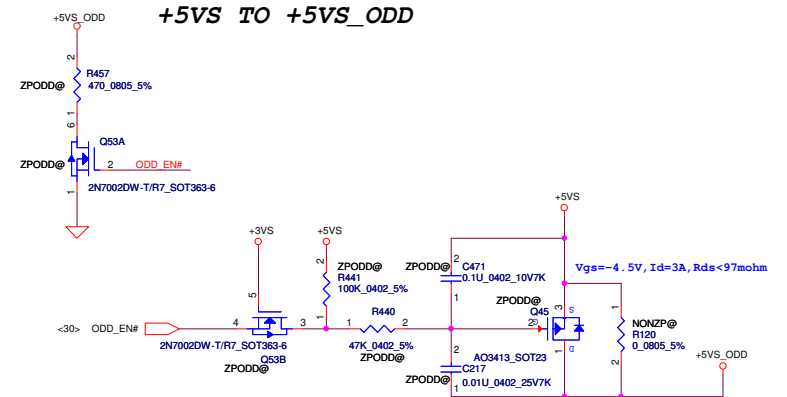 +5VS TO +5VS_ODD
+5VS_ODD
2
R457
470_0805_5%
ZPODD@
1
6
Q53A
ZPODD@
2
ODD_EN#
2N7002DW-T/R7_SOT363-6
1
+5VS
+3VS
+5VS
Vgs=-4.5V,Id=3A,Rds<97mohm
2
ZPODD@
R441
100K_0402_5%
1
ZPODD@
2
C471
0.1U_0402_10V7K
1
5
ZPODD@
Q45
3
S
G
2
D
1
1
NONZP@
R120
0_0805_5%
2
R440
<30>
ODD_EN#
4
3
1
2
2N7002DW-T/R7_SOT363-6
Q53B
ZPODD@
47K_0402_5%
ZPODD@
AO3413_SOT23
2
C217
ZPODD@
0.01U_0402_25V7K
1
+5VS_ODD